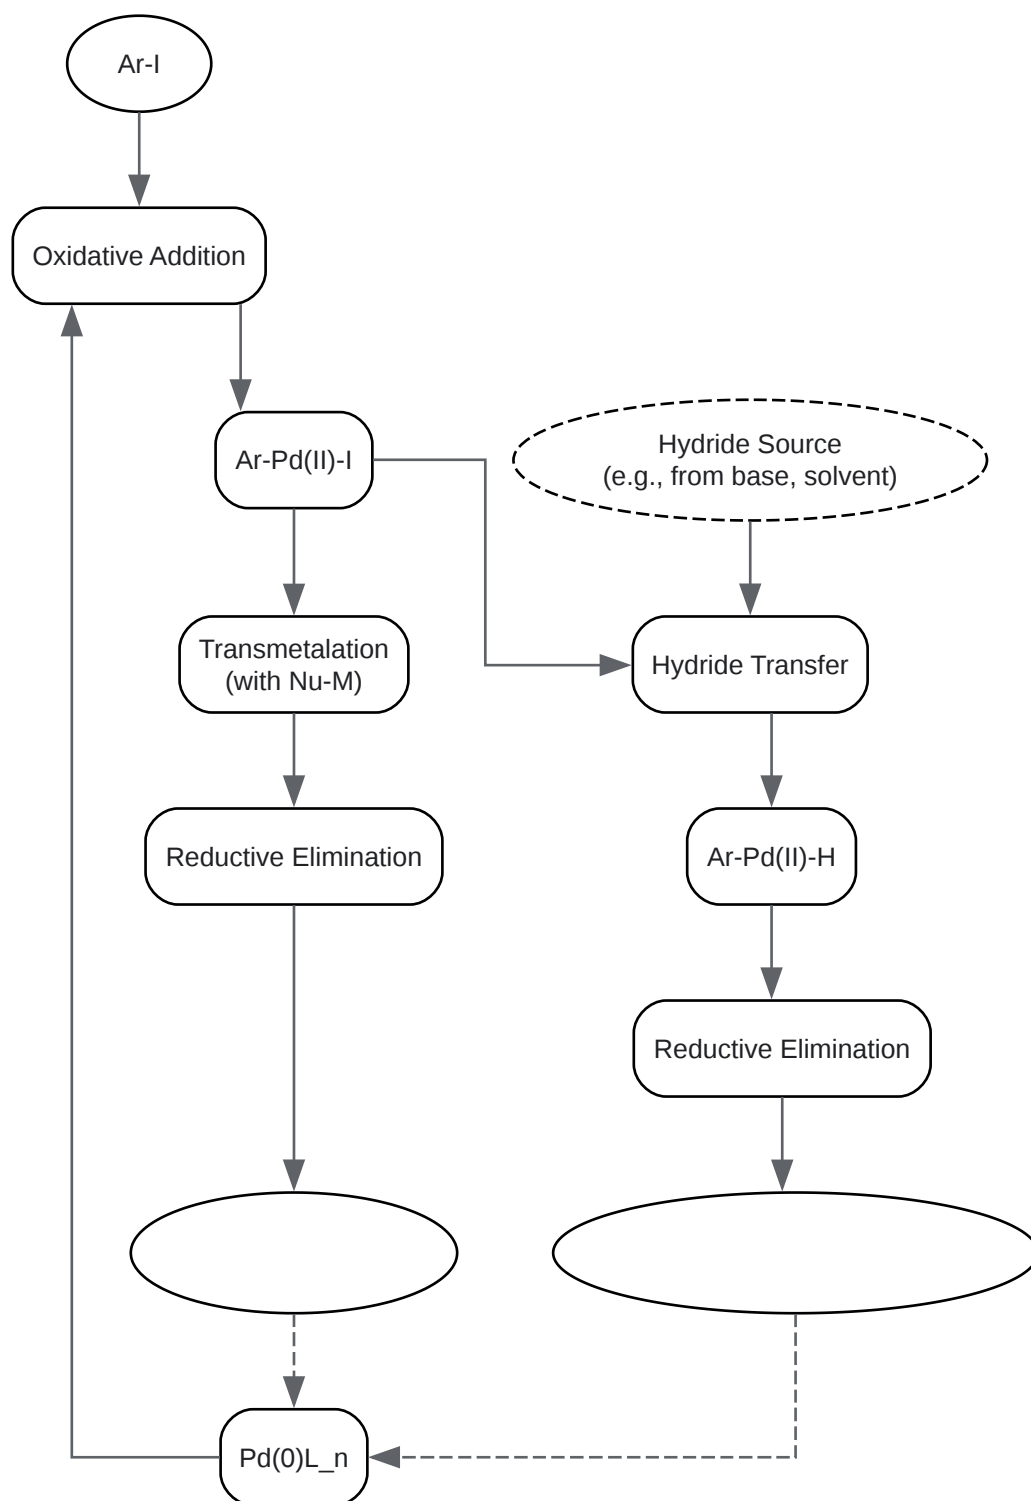 Ar-I
Oxidative Addition
Ar-Pd(II)-I
Hydride Source
(e.g., from base, solvent)
Transmetalation
(with Nu-M)
Hydride Transfer
Reductive Elimination
Ar-Pd(II)-H
Reductive Elimination
Pd(0)L_n